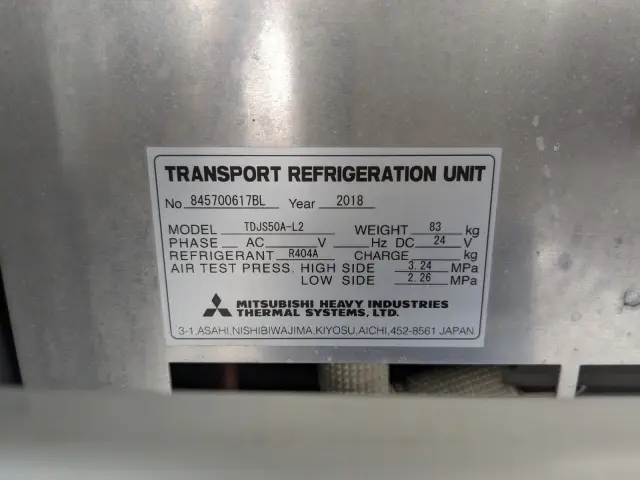 TRANSPORT REFRIGERATION UNIT
No 845700617BL Year 2018
MODEL TDJS50A-L2 WEIGHT 83 kg
PHASE AC V Hz DC 24 V
REFRIGERANT R404A CHARGE kg
AIR TEST PRESS. HIGH SIDE 3.24 MPa
LOW SIDE 2.26 MPa
MITSUBISHI HEAVY INDUSTRIES
THERMAL SYSTEMS, LTD.
3-1, ASAHI, NISHIBIWAJIMA, KIYOSU, AICHI, 452-8561 JAPAN